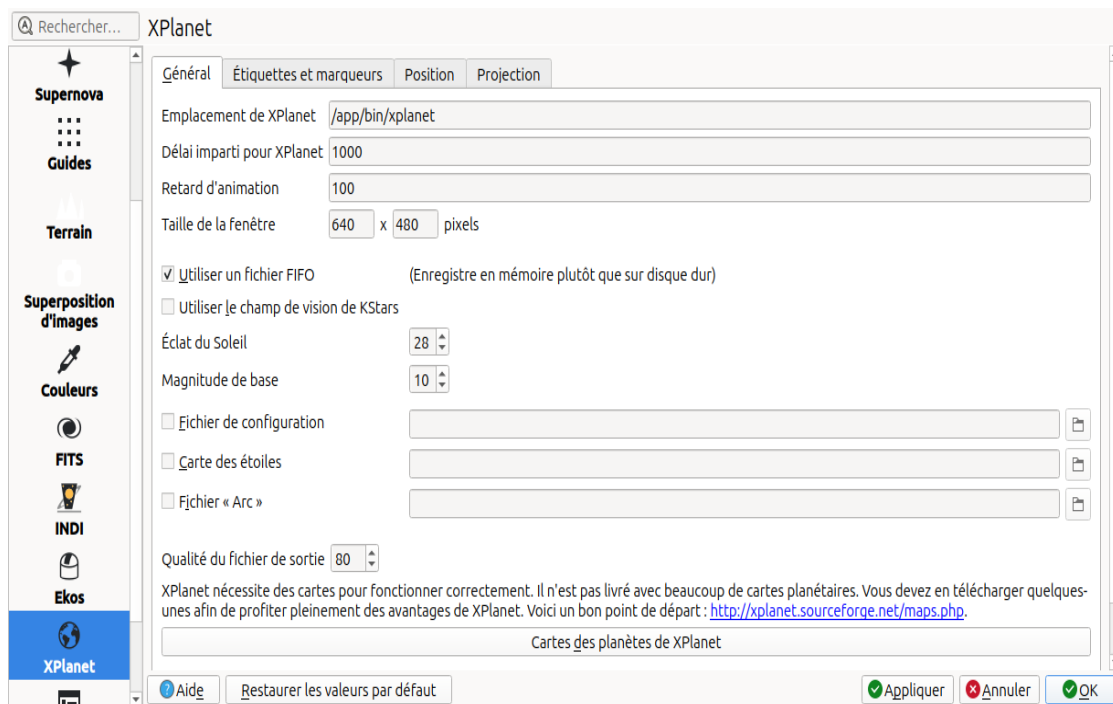 Rechercher...
XPlanet
Supernova
Guides
Terrain
Superposition
d'images
Couleurs
FITS
INDI
Ekos
XPlanet
Général Étiquettes et marqueurs Position Projection
Emplacement de XPlanet /app/bin/xplanet
Délai imparti pour XPlanet 1000
Retard d'animation 100
Taille de la fenêtre 640 x 480 pixels
Utiliser un fichier FIFO (Enregistre en mémoire plutôt que sur disque dur)
Utiliser le champ de vision de KStars
Éclat du Soleil 28
Magnitude de base 10
Fichier de configuration
Carte des étoiles
Fichier « Arc »
Qualité du fichier de sortie 80
XPlanet nécessite des cartes pour fonctionner correctement. Il n'est pas livré avec beaucoup de cartes planétaires. Vous devez en télécharger quelques-
unes afin de profiter pleinement des avantages de XPlanet. Voici un bon point de départ : http://xplanet.sourceforge.net/maps.php.
Cartes des planètes de XPlanet
Aide Restaurer les valeurs par défaut Appliquer Annuler OK